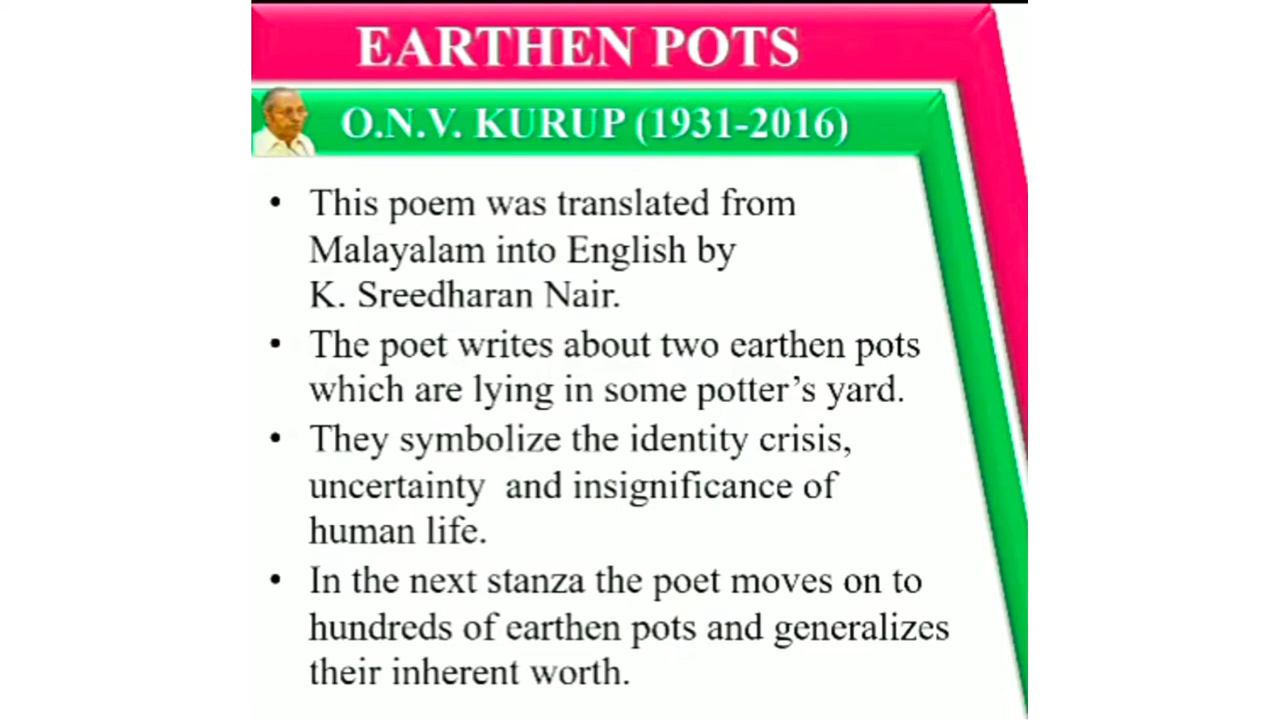 EARTHEN POTS
O.N.V. KURUP (1931-2016)
• This poem was translated from
Malayalam into English by
K. Sreedharan Nair.
• The poet writes about two earthen pots
which are lying in some potter’s yard.
• They symbolize the identity crisis,
uncertainty and insignificance of
human life.
• In the next stanza the poet moves on to
hundreds of earthen pots and generalizes
their inherent worth.